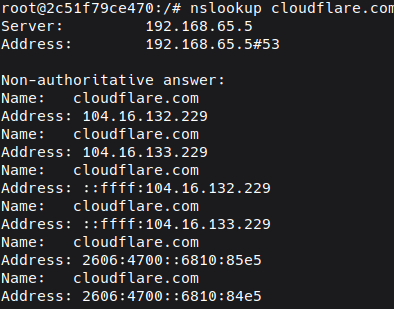 root@2c51f79ce470:/# nslookup cloudflare.com
Server:         192.168.65.5
Address:        192.168.65.5#53

Non-authoritative answer:
Name:   cloudflare.com
Address: 104.16.132.229
Name:   cloudflare.com
Address: 104.16.133.229
Name:   cloudflare.com
Address: ::ffff:104.16.132.229
Name:   cloudflare.com
Address: ::ffff:104.16.133.229
Name:   cloudflare.com
Address: 2606:4700::6810:85e5
Name:   cloudflare.com
Address: 2606:4700::6810:84e5